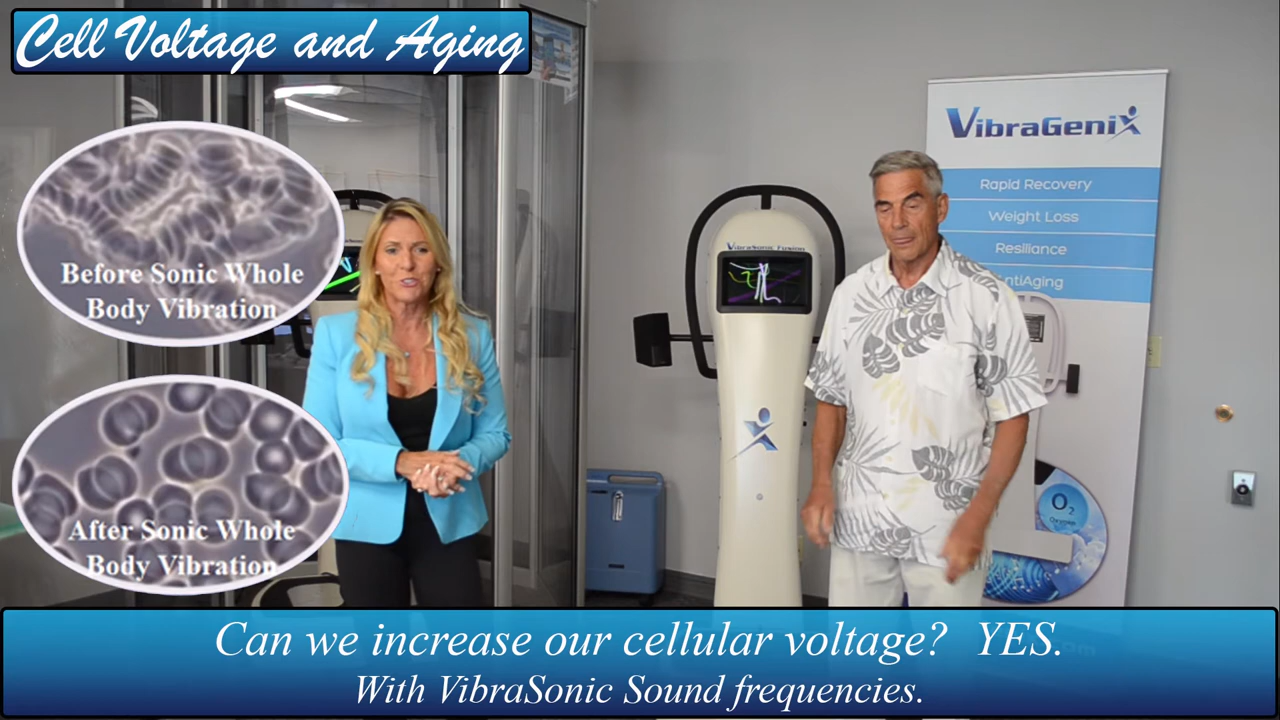 Cell Voltage and Aging
Before Sonic Whole
Body Vibration
After Sonic Whole
Body Vibration
VibraGenix
Rapid Recovery
Weight Loss
Resiliance
AntiAging
VibraSonic Fusion
O2
Oxygen
Can we increase our cellular voltage? YES.
With VibraSonic Sound frequencies.